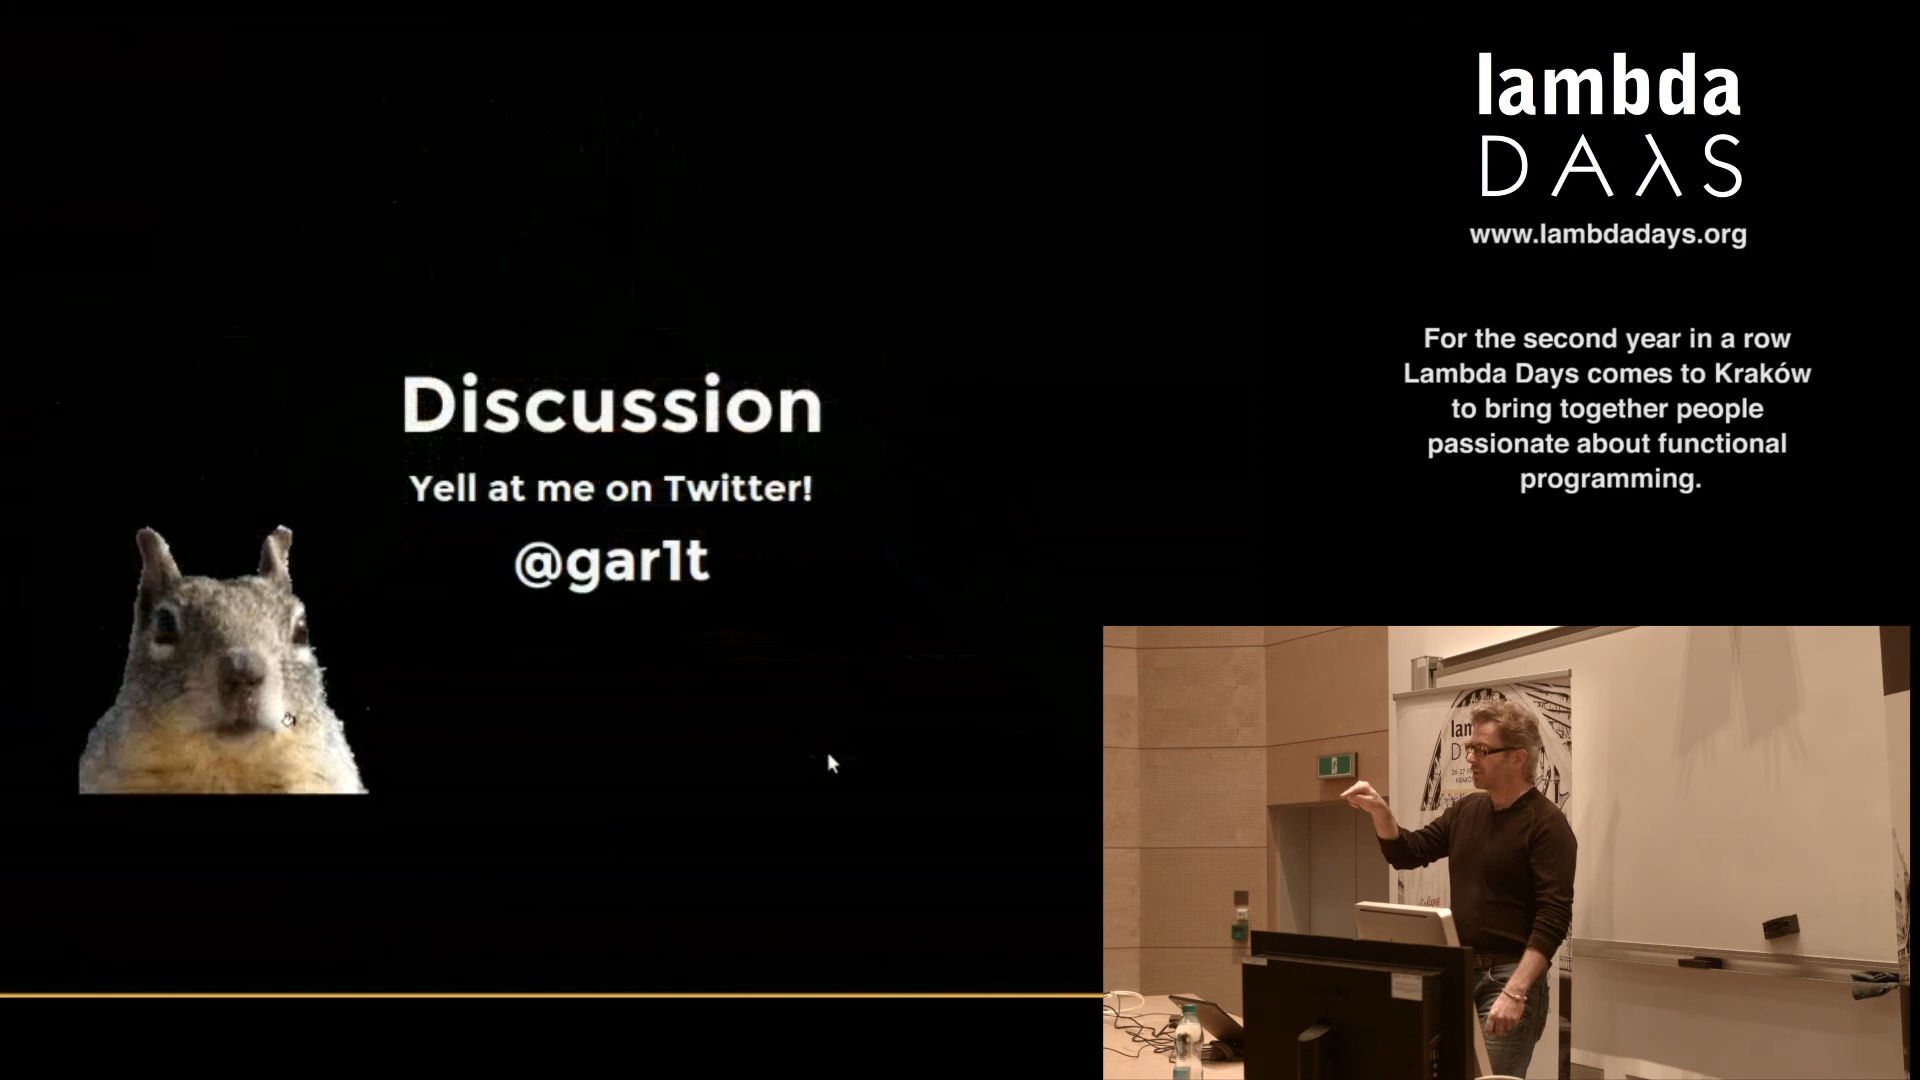 Discussion
Yell at me on Twitter!
@gar1t
lambda
DAλS
www.lambdadays.org
For the second year in a row
Lambda Days comes to Kraków
to bring together people
passionate about functional
programming.
lam
D